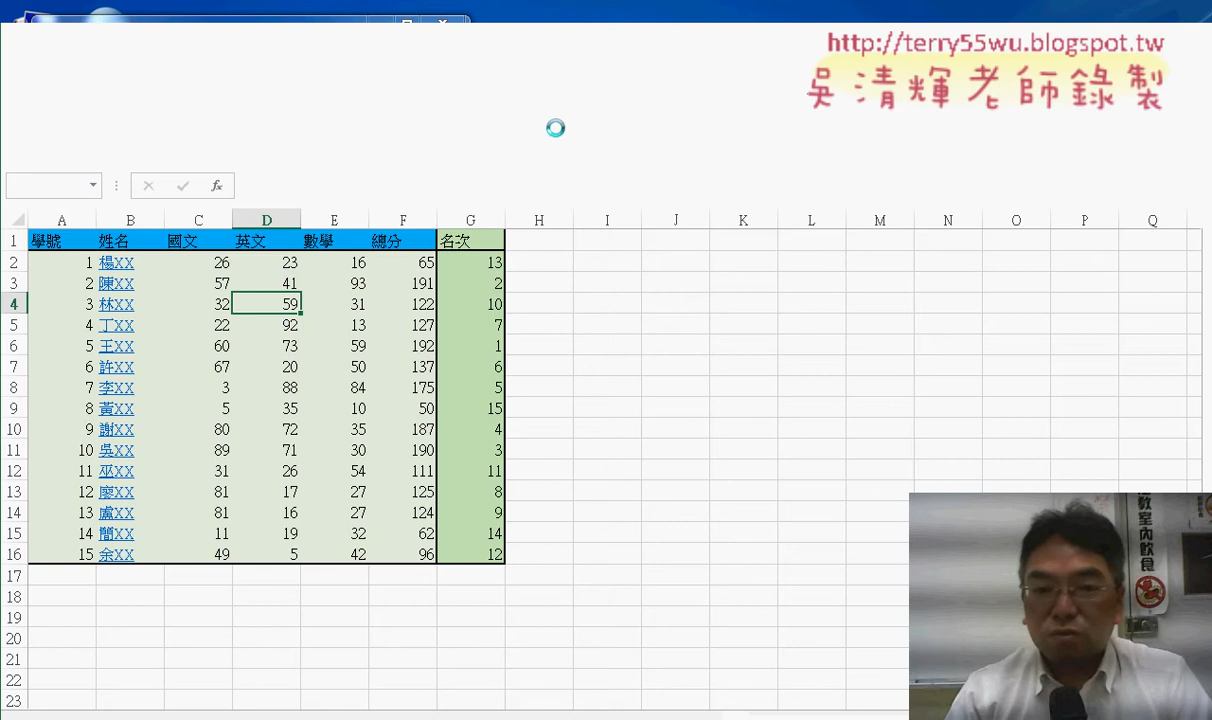 http://terry55wu.blogspot.tw
吳清輝老師錄製
fx
A B C D E F G H I J K L M N O P Q
1 學號 姓名 國文 英文 數學 總分 名次
2 1 楊XX 26 23 16 65 13
3 2 陳XX 57 41 93 191 2
4 3 林XX 32 59 31 122 10
5 4 丁XX 22 92 13 127 7
6 5 王XX 60 73 59 192 1
7 6 許XX 67 20 50 137 6
8 7 李XX 3 88 84 175 5
9 8 黃XX 5 35 10 50 15
10 9 謝XX 80 72 35 187 4
11 10 吳XX 89 71 30 190 3
12 11 巫XX 31 26 54 111 11
13 12 廖XX 81 17 27 125 8
14 13 盧XX 81 16 27 124 9
15 14 簡XX 11 19 32 62 14
16 15 余XX 49 5 42 96 12
17
18
19
20
21
22
23
教室內飲食